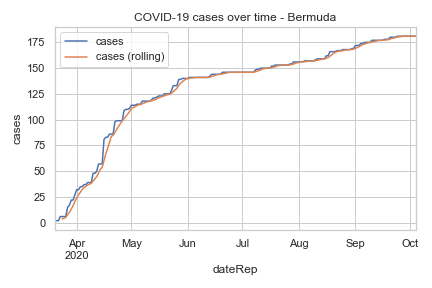 COVID-19 cases over time - Bermuda
cases
cases (rolling)
175
150
125
100
75
50
25
0
cases
Apr May Jun Jul Aug Sep Oct
2020
dateRep